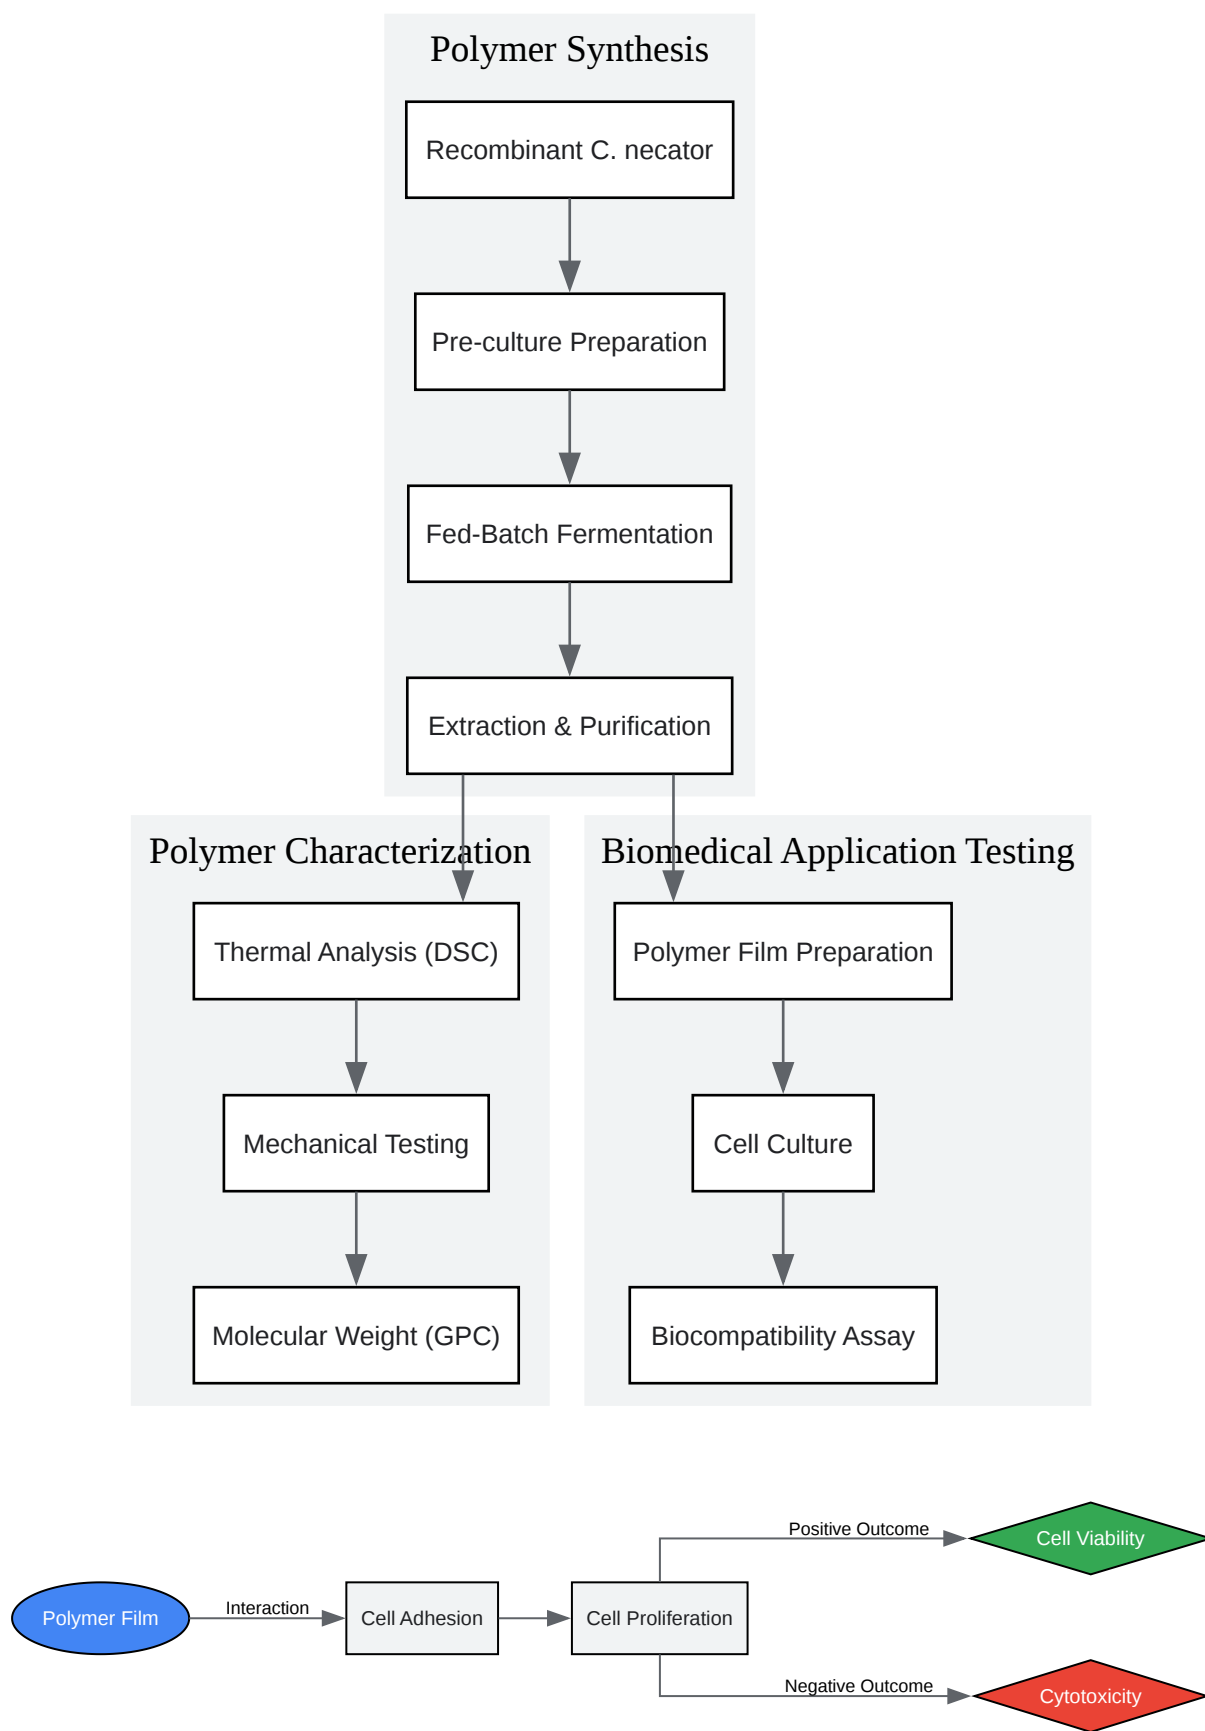 Polymer Synthesis
Recombinant C. necator
Pre-culture Preparation
Fed-Batch Fermentation
Extraction & Purification
Polymer Characterization
Thermal Analysis (DSC)
Mechanical Testing
Molecular Weight (GPC)
Biomedical Application Testing
Polymer Film Preparation
Cell Culture
Biocompatibility Assay
Polymer Film
Interaction
Cell Adhesion
Cell Proliferation
Positive Outcome
Cell Viability
Negative Outcome
Cytotoxicity